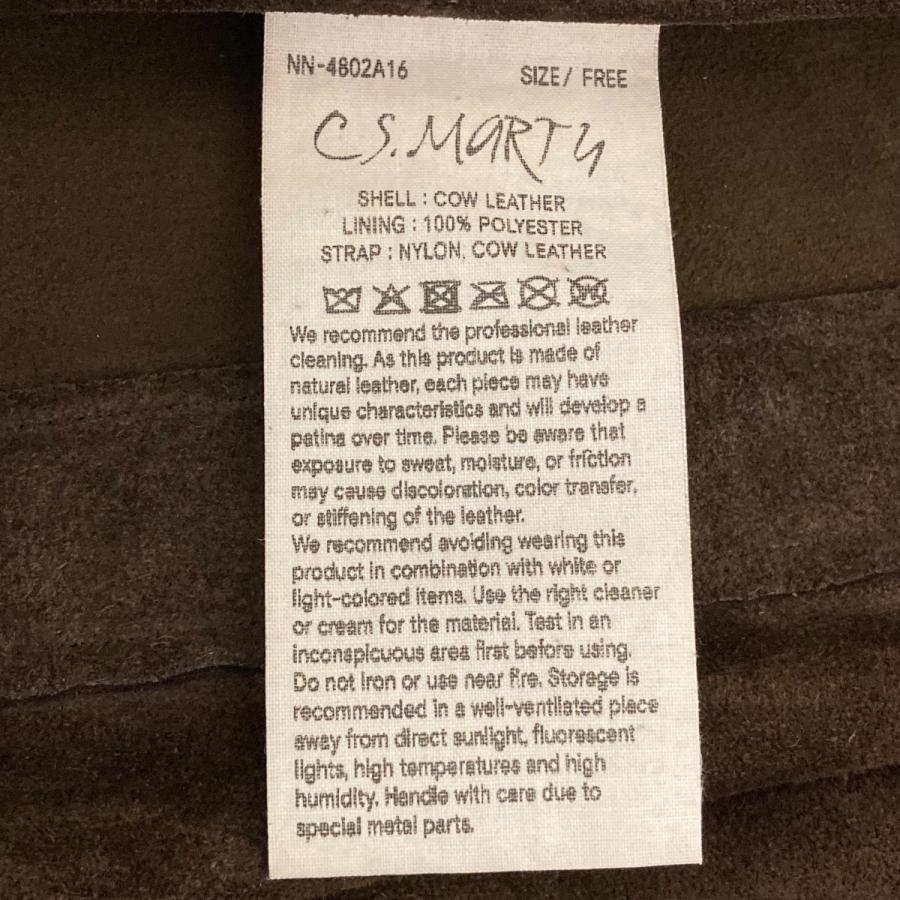 NN-4802A16
SIZE/ FREE
C.S.MARTY
SHELL : COW LEATHER
LINING : 100% POLYESTER
STRAP : NYLON, COW LEATHER
We recommend the professional leather
cleaning. As this product is made of
natural leather, each piece may have
unique characteristics and will develop a
patina over time. Please be aware that
exposure to sweat, moisture, or friction
may cause discoloration, color transfer,
or stiffening of the leather.
We recommend avoiding wearing this
product in combination with white or
light-colored items. Use the right cleaner
or cream for the material. Test in an
inconspicuous area first before using.
Do not iron or use near fire. Storage is
recommended in a well-ventilated place
away from direct sunlight, fluorescent
lights, high temperatures and high
humidity. Handle with care due to
special metal parts.